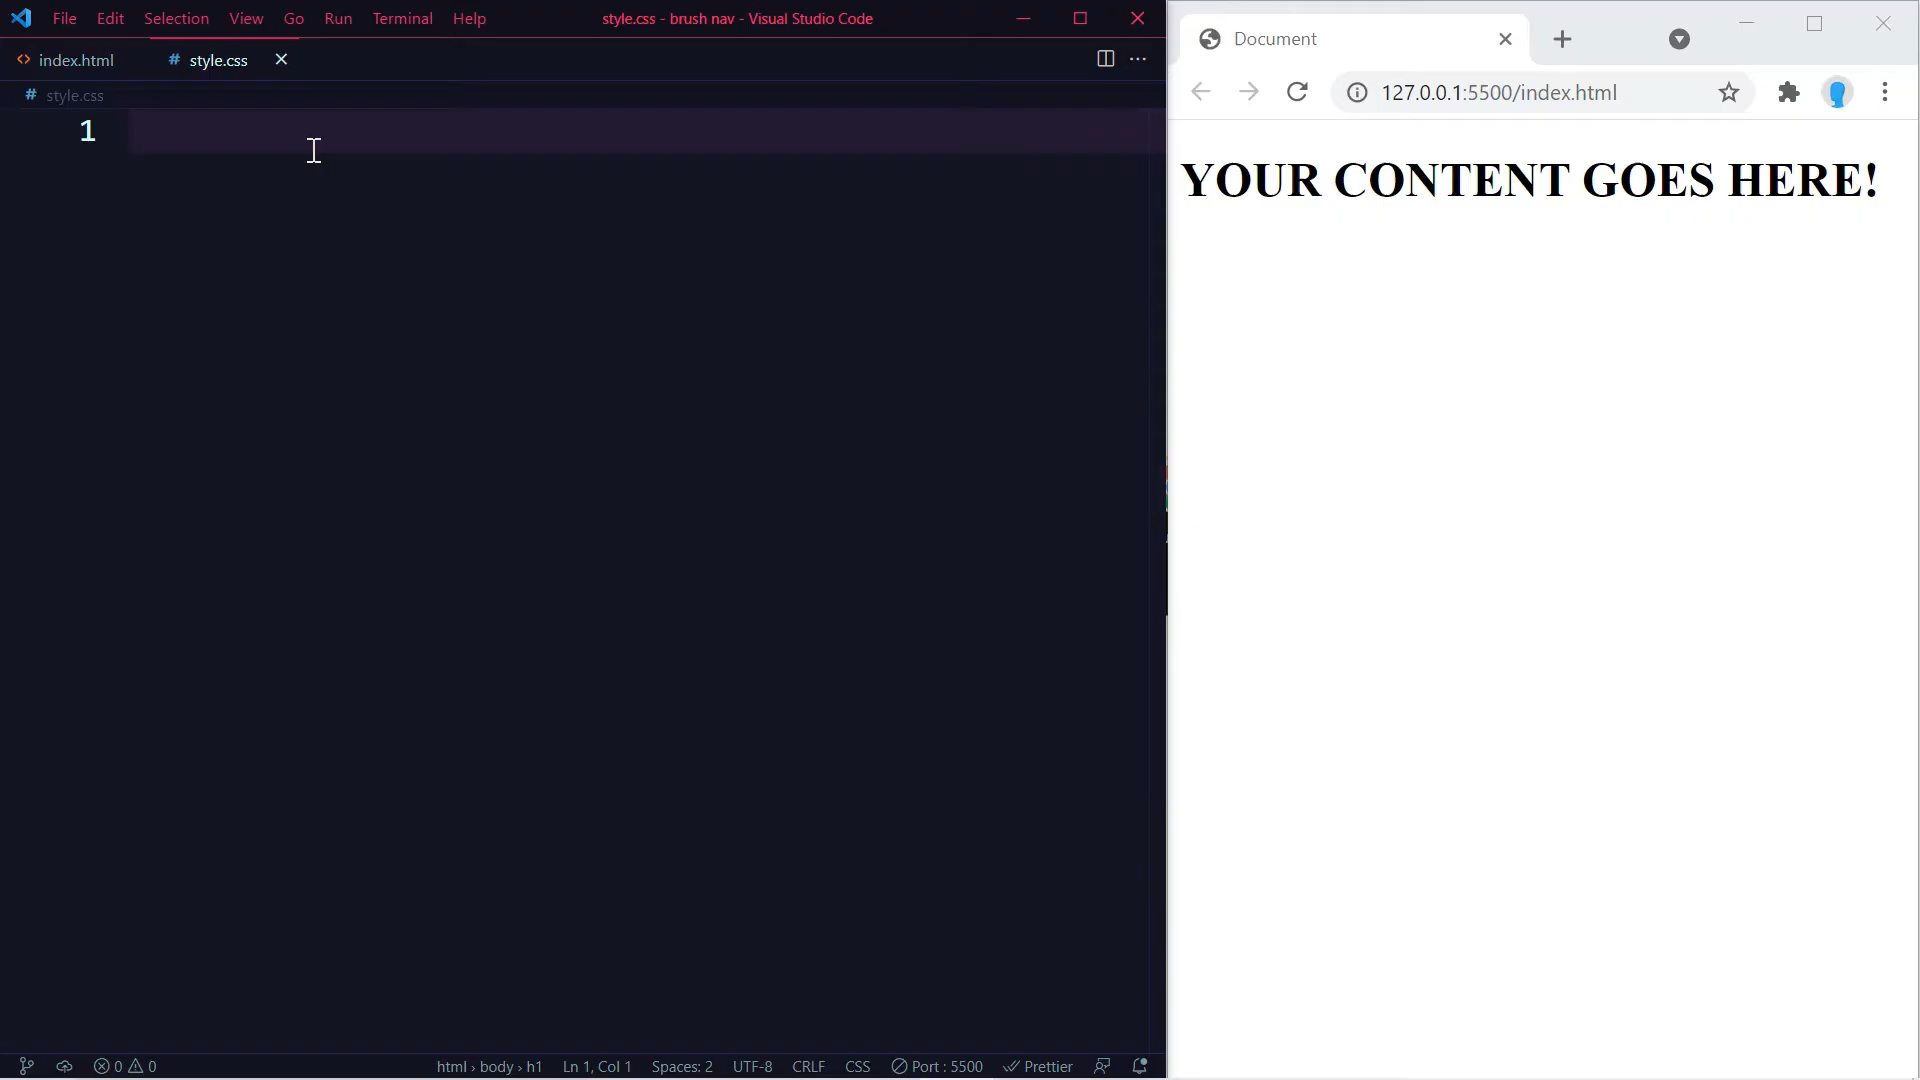 File Edit Selection View Go Run Terminal Help style.css - brush nav - Visual Studio Code
index.html # style.css
# style.css
1
html › body › h1 Ln 1, Col 1 Spaces: 2 UTF-8 CRLF CSS Port : 5500 Prettier
0 0
Document
127.0.0.1:5500/index.html
YOUR CONTENT GOES HERE!